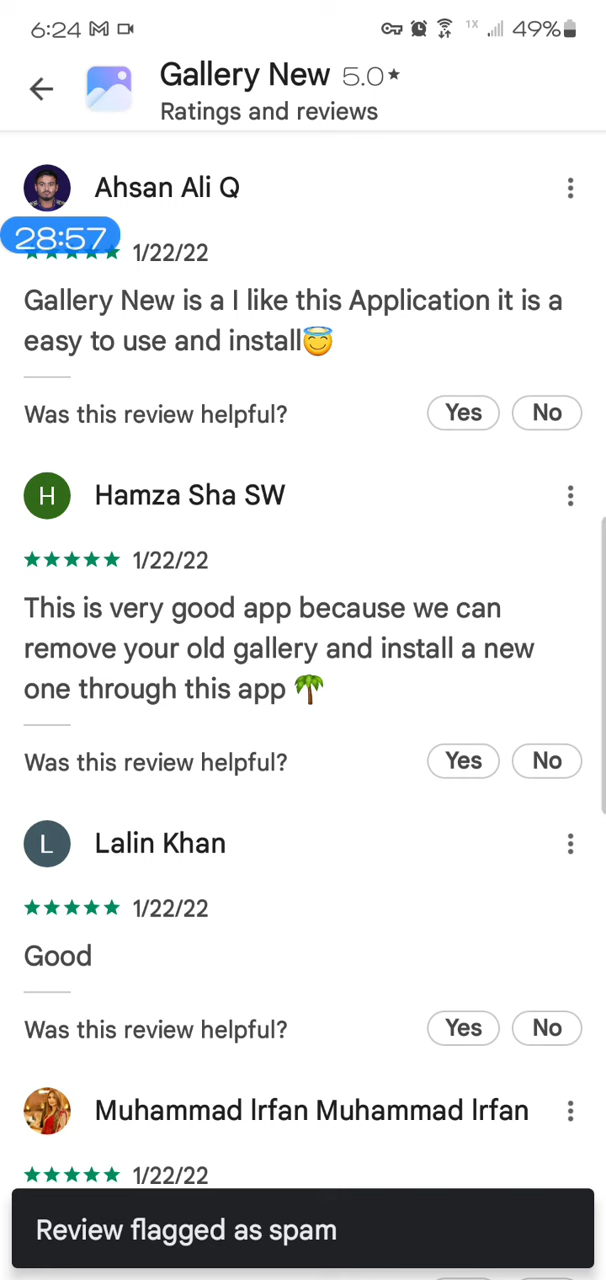 6:24
1X
49%
Gallery New 5.0★
Ratings and reviews
Ahsan Ali Q
28:57
1/22/22
Gallery New is a I like this Application it is a
easy to use and install😇
Was this review helpful? Yes No
H Hamza Sha SW
★★★★★ 1/22/22
This is very good app because we can
remove your old gallery and install a new
one through this app 🌴
Was this review helpful? Yes No
L Lalin Khan
★★★★★ 1/22/22
Good
Was this review helpful? Yes No
Muhammad Irfan Muhammad Irfan
★★★★★ 1/22/22
Review flagged as spam